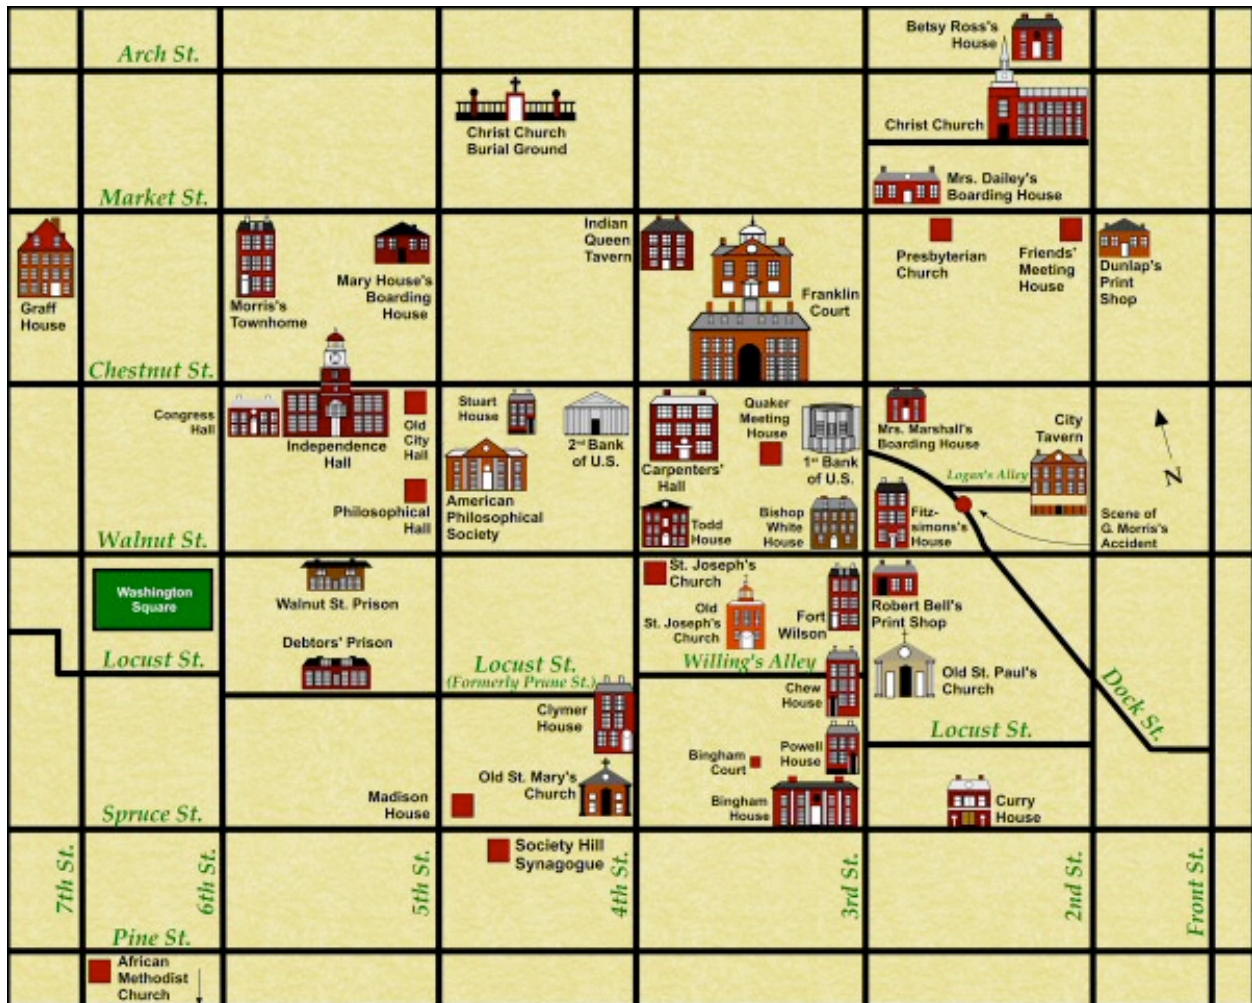 Arch St.
Betsy Ross's
House
Christ Church
Burial Ground
Christ Church
Market St.
Mrs. Dailey's
Boarding House
Graff
House
Morris's
Townhome
Mary House's
Boarding
House
Indian
Queen
Tavern
Franklin
Court
Presbyterian
Church
Friends'
Meeting
House
Dunlap's
Print
Shop
Chestnut St.
Congress
Hall
Independence
Hall
Old
City
Hall
Philosophical
Hall
Stuart
House
2nd Bank
of U.S.
American
Philosophical
Society
Carpenters'
Hall
Quaker
Meeting
House
1st Bank
of U.S.
Todd
House
Bishop
White
House
Mrs. Marshall's
Boarding House
City
Tavern
Logan's Alley
Fitz-
simons's
House
N
Scene of
G. Morris's
Accident
Walnut St.
Washington
Square
Walnut St. Prison
Debtors' Prison
St. Joseph's
Church
Old
St. Joseph's
Church
Fort
Wilson
Robert Bell's
Print Shop
Locust St.
Locust St.
(Formerly Prune St.)
Willing's Alley
Old St. Paul's
Church
Dock St.
Clymer
House
Chew
House
Locust St.
Bingham
Court
Powell
House
Madison
House
Old St. Mary's
Church
Bingham
House
Curry
House
Spruce St.
Society Hill
Synagogue
7th St.
6th St.
5th St.
4th St.
3rd St.
2nd St.
Front St.
Pine St.
African
Methodist
Church